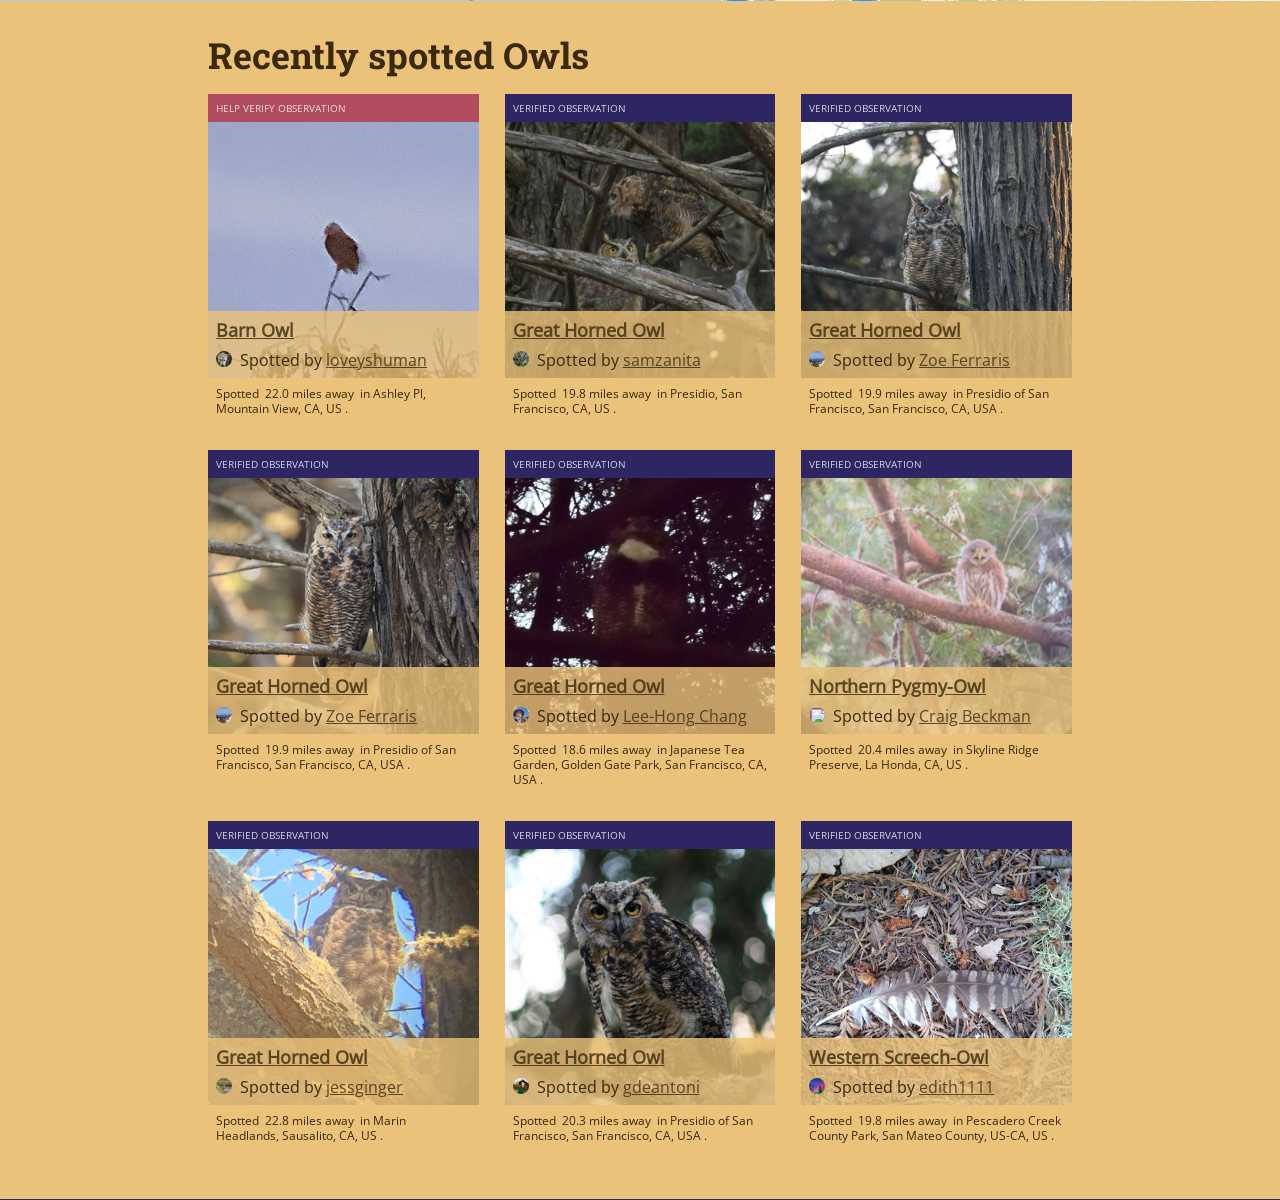 Recently spotted Owls
HELP VERIFY OBSERVATION
Barn Owl
Spotted by loveyshuman
Spotted 22.0 miles away in Ashley Pl,
Mountain View, CA, US .
VERIFIED OBSERVATION
Great Horned Owl
Spotted by samzanita
Spotted 19.8 miles away in Presidio, San
Francisco, CA, US .
VERIFIED OBSERVATION
Great Horned Owl
Spotted by Zoe Ferraris
Spotted 19.9 miles away in Presidio of San
Francisco, San Francisco, CA, USA .
VERIFIED OBSERVATION
Great Horned Owl
Spotted by Zoe Ferraris
Spotted 19.9 miles away in Presidio of San
Francisco, San Francisco, CA, USA .
VERIFIED OBSERVATION
Great Horned Owl
Spotted by Lee-Hong Chang
Spotted 18.6 miles away in Japanese Tea
Garden, Golden Gate Park, San Francisco, CA,
USA .
VERIFIED OBSERVATION
Northern Pygmy-Owl
Spotted by Craig Beckman
Spotted 20.4 miles away in Skyline Ridge
Preserve, La Honda, CA, US .
VERIFIED OBSERVATION
Great Horned Owl
Spotted by jessginger
Spotted 22.8 miles away in Marin
Headlands, Sausalito, CA, US .
VERIFIED OBSERVATION
Great Horned Owl
Spotted by gdeantoni
Spotted 20.3 miles away in Presidio of San
Francisco, San Francisco, CA, USA .
VERIFIED OBSERVATION
Western Screech-Owl
Spotted by edith1111
Spotted 19.8 miles away in Pescadero Creek
County Park, San Mateo County, US-CA, US .